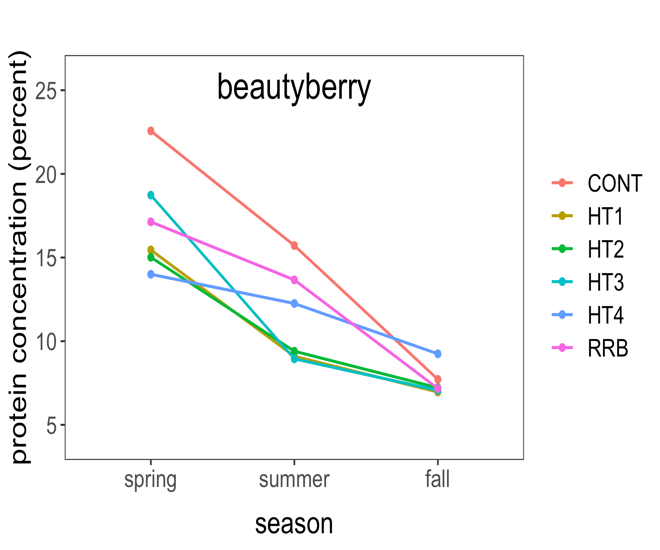 beautyberry
protein concentration (percent)
25
20
15
10
5
spring summer fall
season
CONT
HT1
HT2
HT3
HT4
RRB